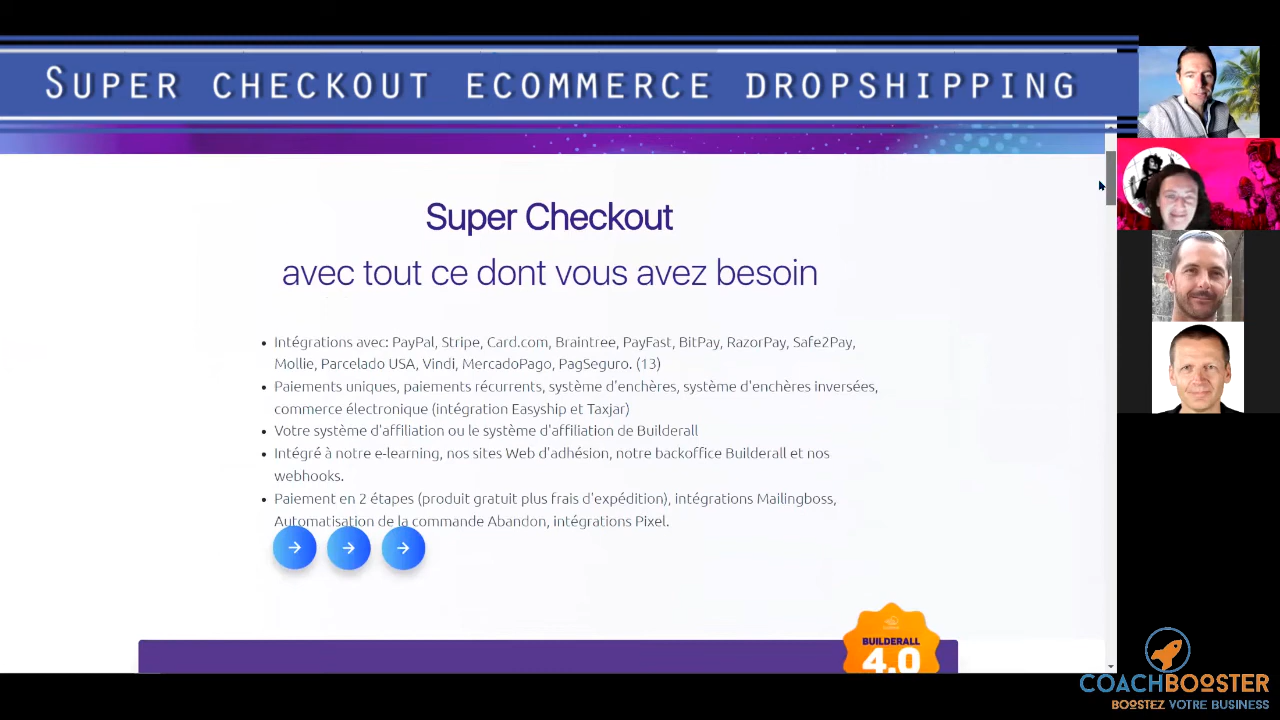 SUPER CHECKOUT ECOMMERCE DROPSHIPPING
Super Checkout
avec tout ce dont vous avez besoin
• Intégrations avec: PayPal, Stripe, Card.com, Braintree, PayFast, BitPay, RazorPay, Safe2Pay,
Mollie, Parcelado USA, Vindi, MercadoPago, PagSeguro. (13)
• Paiements uniques, paiements récurrents, système d'enchères, système d'enchères inversées,
commerce électronique (intégration Easyship et Taxjar)
• Votre système d'affiliation ou le système d'affiliation de Builderall
• Intégré à notre e-learning, nos sites Web d'adhésion, notre backoffice Builderall et nos
webhooks.
• Paiement en 2 étapes (produit gratuit plus frais d'expédition), intégrations Mailingboss,
Automatisation de la commande Abandon, intégrations Pixel.
BUILDERALL
4.0
COACHBOOSTER
BOOSTEZ VOTRE BUSINESS